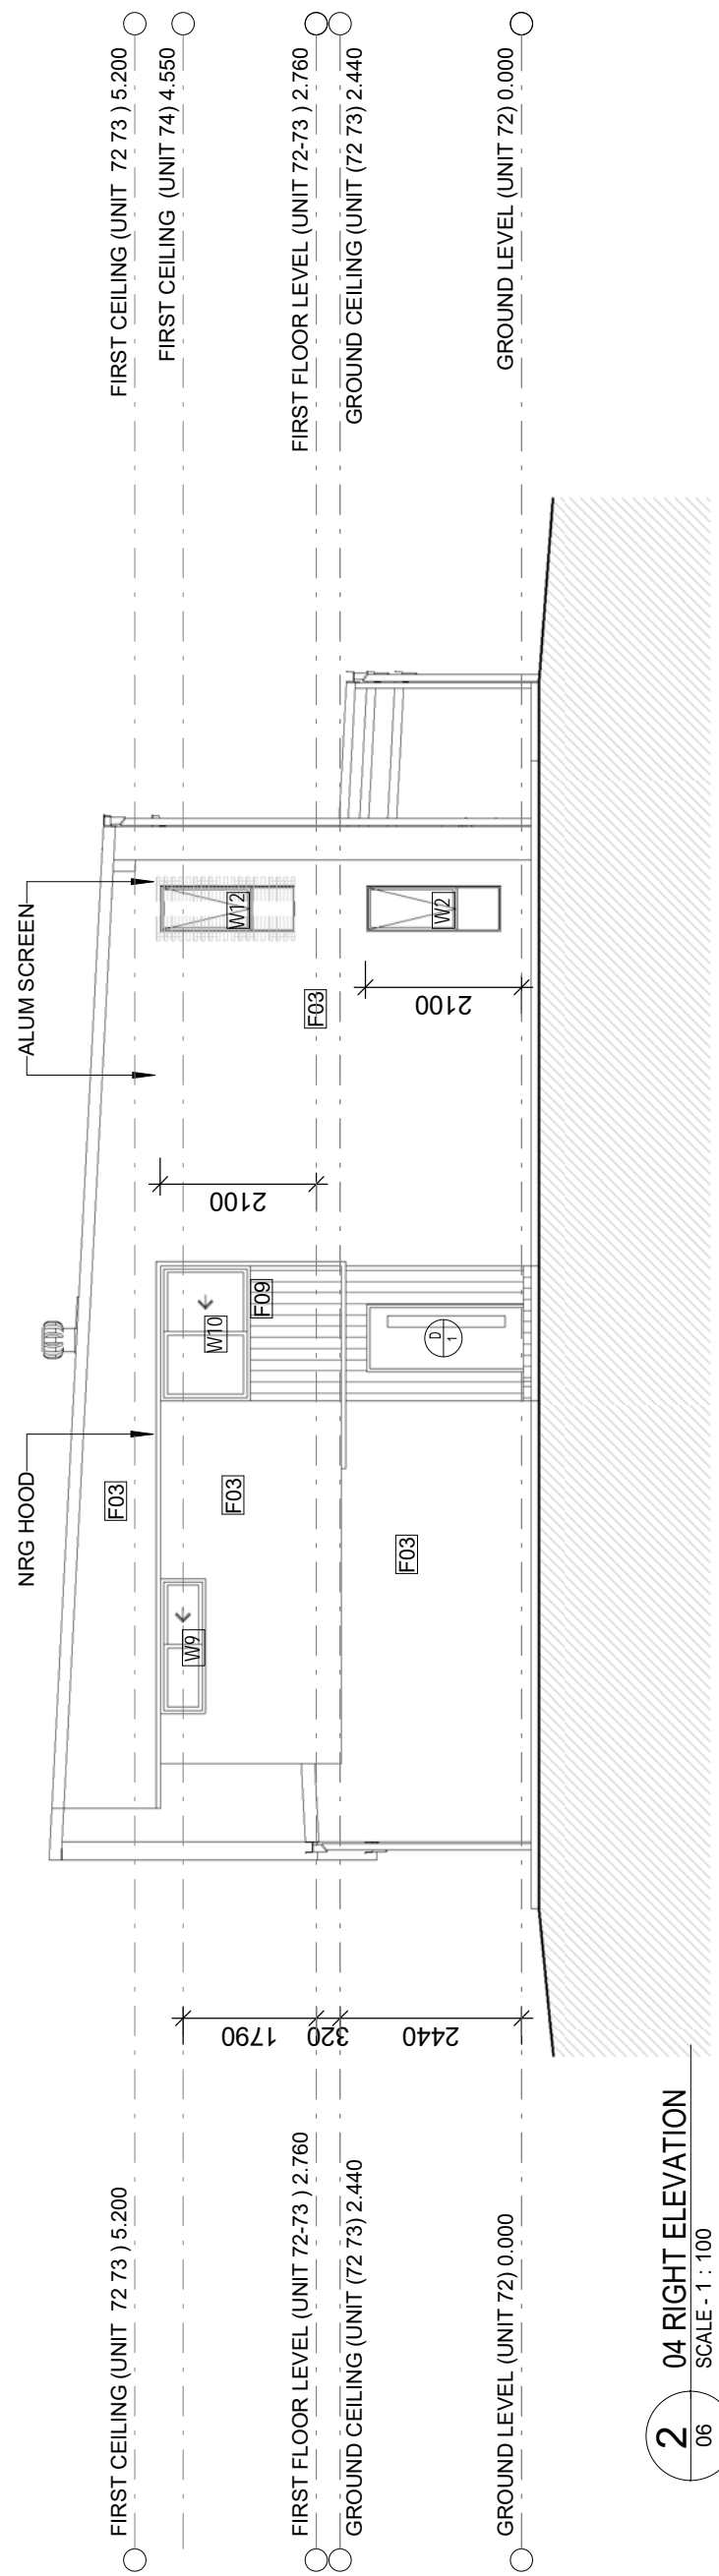 NRG HOOD
ALUM SCREEN
FIRST CEILING (UNIT  72 73 ) 5.200
FIRST CEILING (UNIT  72 73 ) 5.200
FIRST CEILING  (UNIT 74) 4.550
FIRST FLOOR LEVEL (UNIT 72-73 ) 2.760
FIRST FLOOR LEVEL (UNIT 72-73 ) 2.760
GROUND CEILING (UNIT (72 73) 2.440
GROUND CEILING (UNIT (72 73) 2.440
GROUND LEVEL (UNIT 72) 0.000
GROUND LEVEL (UNIT 72) 0.000
1790
320
2440
F03
F03
F03
F03
W9
W10
F09
D
1
2100
2100
W12
W2
2
06
04 RIGHT ELEVATION
SCALE - 1 : 100